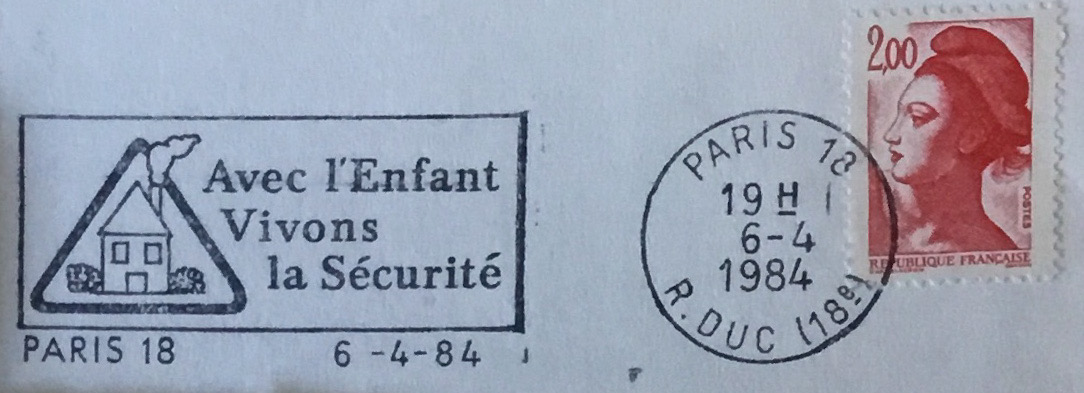 Avec l'Enfant
Vivons
la Sécurité
PARIS 18 6-4-84
PARIS 18
19 H
6-4
1984
R. DUC (18e)
2,00
POSTES
REPUBLIQUE FRANÇAISE